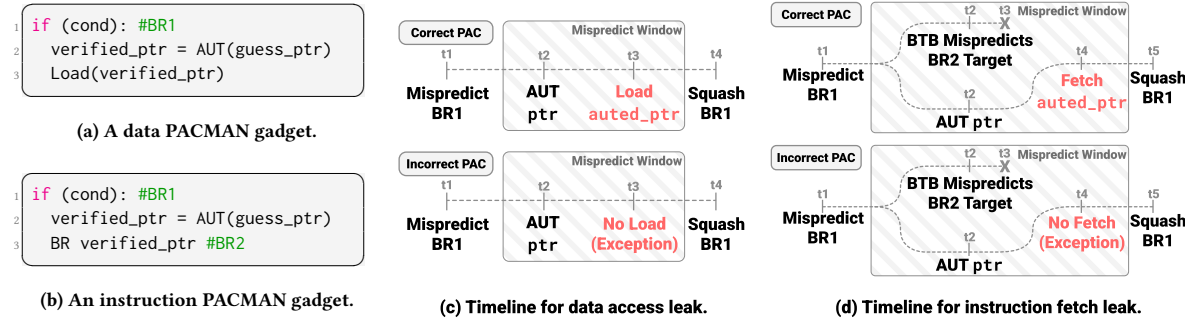 1 if (cond): #BR1
2 verified_ptr = AUT(guess_ptr)
3 Load(verified_ptr)
(a) A data PACMAN gadget.
1 if (cond): #BR1
2 verified_ptr = AUT(guess_ptr)
3 BR verified_ptr #BR2
(b) An instruction PACMAN gadget.
Correct PAC
Mispredict Window
t1
t2
t3
t4
Mispredict
BR1
AUT
ptr
Load
auted_ptr
Squash
BR1
Incorrect PAC
Mispredict Window
t1
t2
t3
t4
Mispredict
BR1
AUT
ptr
No Load
(Exception)
Squash
BR1
(c) Timeline for data access leak.
Correct PAC
t2
t3
Mispredict Window
X
BTB Mispredicts
BR2 Target
t1
t4
t5
Mispredict
BR1
Fetch
auted_ptr
Squash
BR1
t2
AUT ptr
Incorrect PAC
t2
t3
Mispredict Window
X
BTB Mispredicts
BR2 Target
t1
t4
t5
Mispredict
BR1
No Fetch
(Exception)
Squash
BR1
t2
AUT ptr
(d) Timeline for instruction fetch leak.